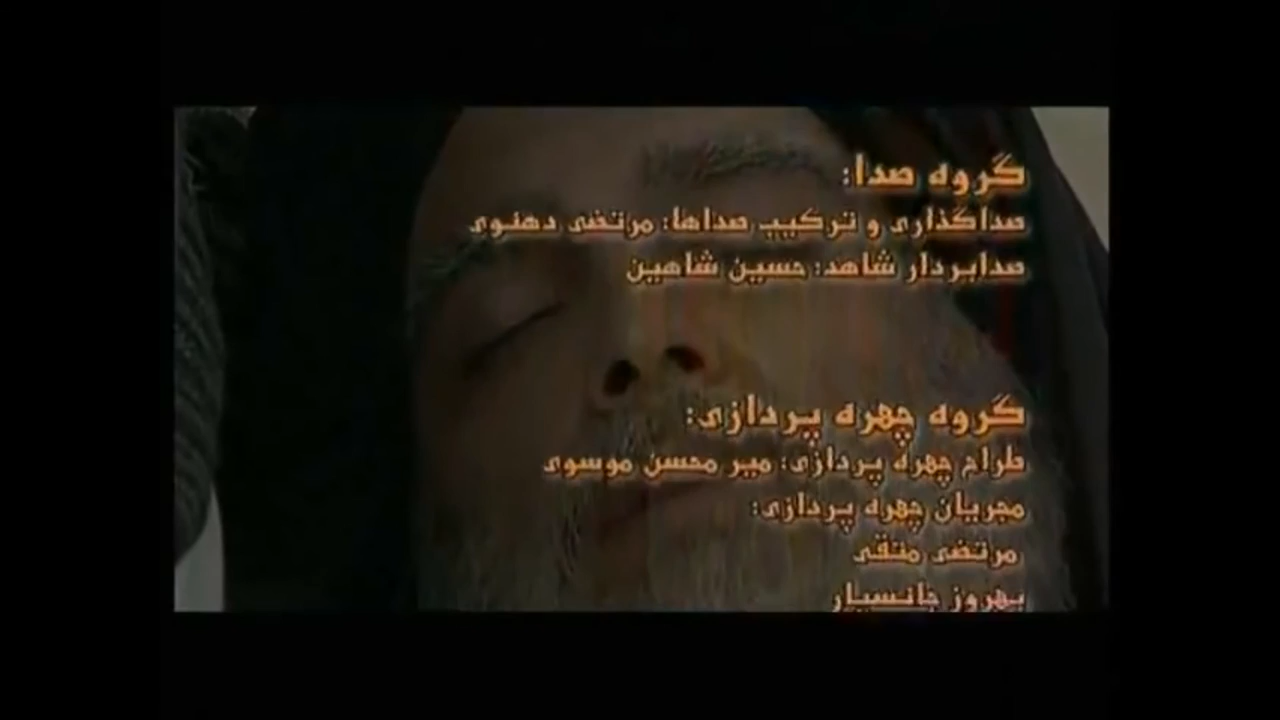 گروه صدا:
صداگذاری و ترکیب صداها: مرتضی دهنوی
صدابردار شاهد: حسین شاهین
گروه چهره پردازی:
طراح چهره پردازی: میر محسن موسوی
مجریان چهره پردازی:
مرتضی متقی
بهروز جانسپار